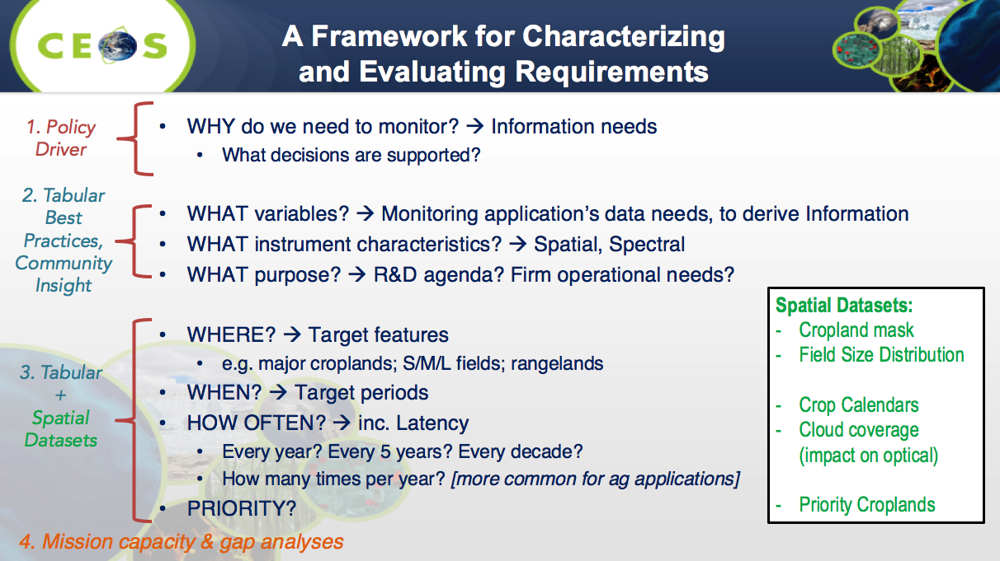 CEOS
A Framework for Characterizing
and Evaluating Requirements
1. Policy
Driver
• WHY do we need to monitor? → Information needs
• What decisions are supported?
2. Tabular
Best
Practices,
Community
Insight
• WHAT variables? → Monitoring application’s data needs, to derive Information
• WHAT instrument characteristics? → Spatial, Spectral
• WHAT purpose? → R&D agenda? Firm operational needs?
3. Tabular
+
Spatial
Datasets
• WHERE? → Target features
• e.g. major croplands; S/M/L fields; rangelands
• WHEN? → Target periods
• HOW OFTEN? → inc. Latency
• Every year? Every 5 years? Every decade?
• How many times per year? [more common for ag applications]
• PRIORITY?
Spatial Datasets:
- Cropland mask
- Field Size Distribution
- Crop Calendars
- Cloud coverage
(impact on optical)
- Priority Croplands
4. Mission capacity & gap analyses